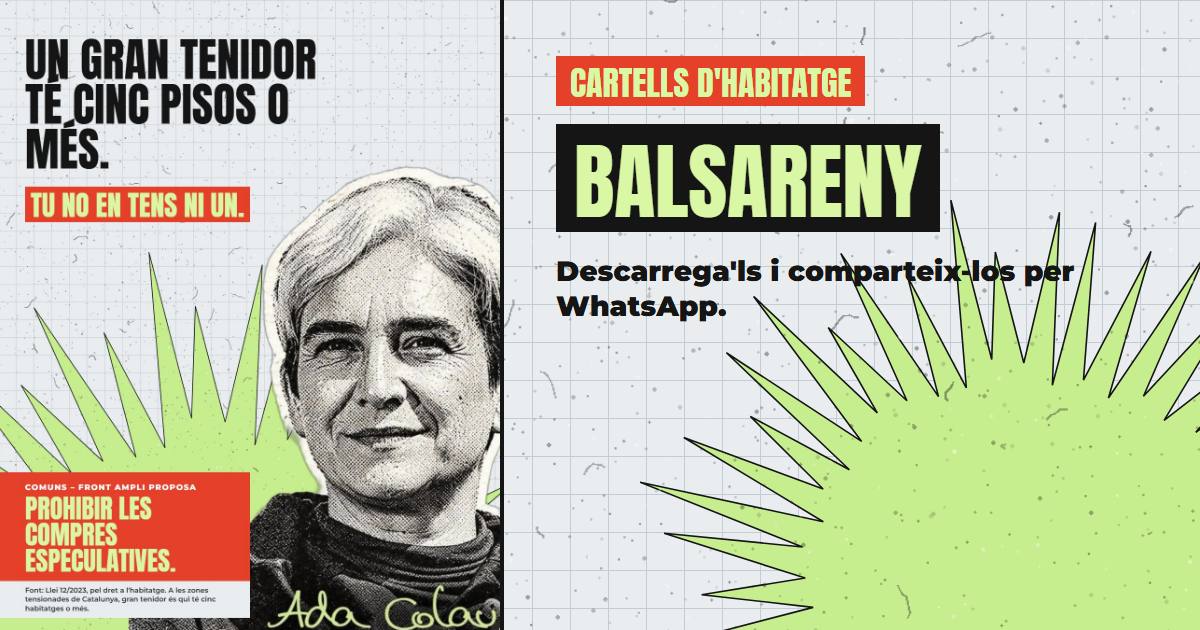 UN GRAN TENIDOR
TÉ CINC PISOS O
MÉS.
TU NO EN TENS NI UN.
COMUNS – FRONT AMPLI PROPOSA
PROHIBIR LES
COMPRES
ESPECULATIVES.
Font: Llei 12/2023, pel dret a l'habitatge. A les zones
tensionades de Catalunya, gran tenidor és qui té cinc
habitatges o més.
Ada Colau
CARTELLS D'HABITATGE
BALSARENY
Descarrega'ls i comparteix-los per
WhatsApp.